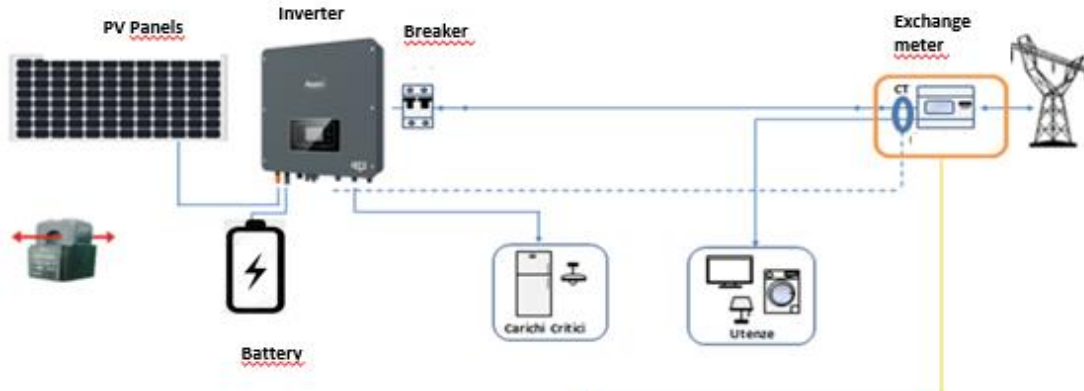 PV Panels
Inverter
Breaker
Exchange
meter
CT
Carichi Critici
Utenze
Battery